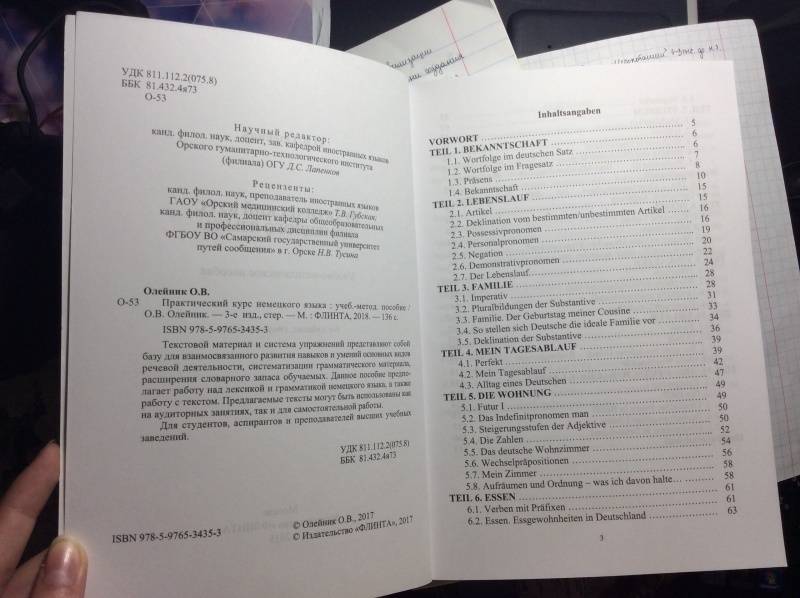 УДК 811.112.2(075.8)
ББК 81.432.4я73
О-53
Научный редактор:
канд. филол. наук, доцент, зав. кафедрой иностранных языков
Орского гуманитарно-технологического института
(филиала) ОГУ Д.С. Лапенков
Рецензенты:
канд. филол. наук, преподаватель иностранных языков
ГАОУ «Орский медицинский колледж» Т.В. Губская;
канд. филол. наук, доцент кафедры общеобразовательных
и профессиональных дисциплин филиала
ФГБОУ ВО «Самарский государственный университет
путей сообщения» в г. Орске Н.В. Тусина
Олейник О.В.
О-53 Практический курс немецкого языка : учеб.-метод. пособие /
О.В. Олейник. — 3-е изд., стер. — М. : ФЛИНТА, 2018. — 136 с.
ISBN 978-5-9765-3435-3
Текстовой материал и система упражнений представляют собой
базу для взаимосвязанного развития навыков и умений основных видов
речевой деятельности, систематизации грамматического материала,
расширения словарного запаса обучаемых. Данное пособие предпо-
лагает работу над лексикой и грамматикой немецкого языка, а также
работу с текстом. Предлагаемые тексты могут быть использованы как
на аудиторных занятиях, так и для самостоятельной работы.
Для студентов, аспирантов и преподавателей высших учебных
заведений.
УДК 811.112.2(075.8)
ББК 81.432.4я73
ISBN 978-5-9765-3435-3
© Олейник О.В., 2017
© Издательство «ФЛИНТА», 2017
Inhaltsangaben
VORWORT 5
TEIL 1. BEKANNTSCHAFT 6
1.1. Wortfolge im deutschen Satz 6
1.2. Wortfolge im Fragesatz 7
1.3. Präsens 8
1.4. Bekanntschaft 10
TEIL 2. LEBENSLAUF 15
2.1. Artikel 15
2.2. Deklination vom bestimmten/unbestimmten Artikel 16
2.3. Possessivpronomen 16
2.4. Personalpronomen 19
2.5. Negation 20
2.6. Demonstrativpronomen 22
2.7. Der Lebenslauf 24
TEIL 3. FAMILIE 28
3.1. Imperativ 28
3.2. Pluralbildungen der Substantive 31
3.3. Familie. Der Geburtstag meiner Cousine 33
3.4. So stellen sich Deutsche die ideale Familie vor 34
3.5. Deklination der Substantive 36
TEIL 4. MEIN TAGESABLAUF 39
4.1. Perfekt 39
4.2. Mein Tagesablauf 42
4.3. Alltag eines Deutschen 47
TEIL 5. DIE WOHNUNG 49
5.1. Futur I 49
5.2. Das Indefinitpronomen man 50
5.3. Steigerungsstufen der Adjektive 50
5.4. Die Zahlen 52
5.5. Das deutsche Wohnzimmer 54
5.6. Wechselpräpositionen 56
5.7. Mein Zimmer 58
5.8. Aufräumen und Ordnung – was ich davon halte... 58
TEIL 6. ESSEN 61
6.1. Verben mit Präfixen 61
6.2. Essen. Essgewohnheiten in Deutschland 63
3